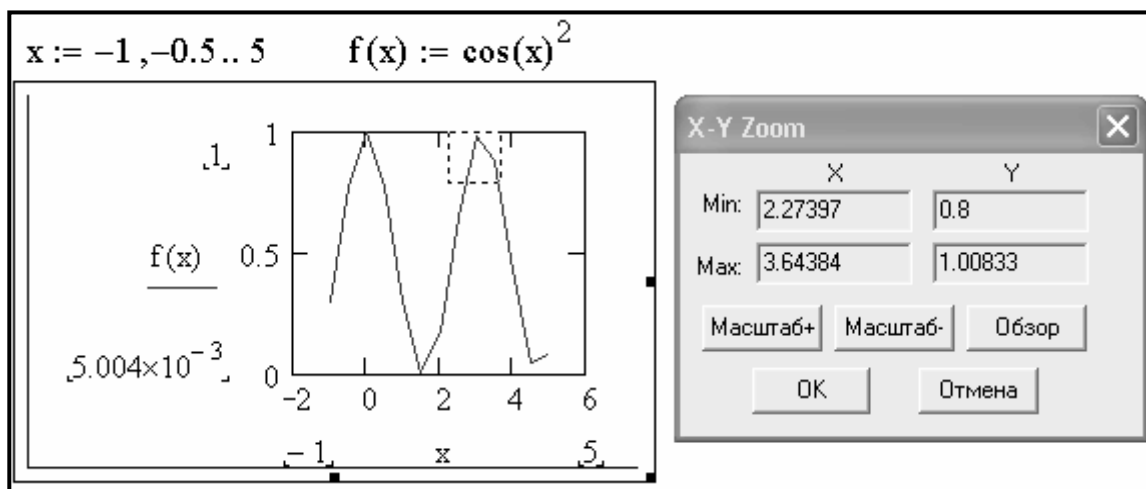 x := −1 ,−0.5 .. 5 f(x) := cos(x)²
1
1
f(x)
0.5
5.004×10⁻³
0
−2 0 2 4 6
−1 x 5
X-Y Zoom
X Y
Min: 2.27397 0.8
Max: 3.64384 1.00833
Масштаб+ Масштаб- Обзор
OK Отмена